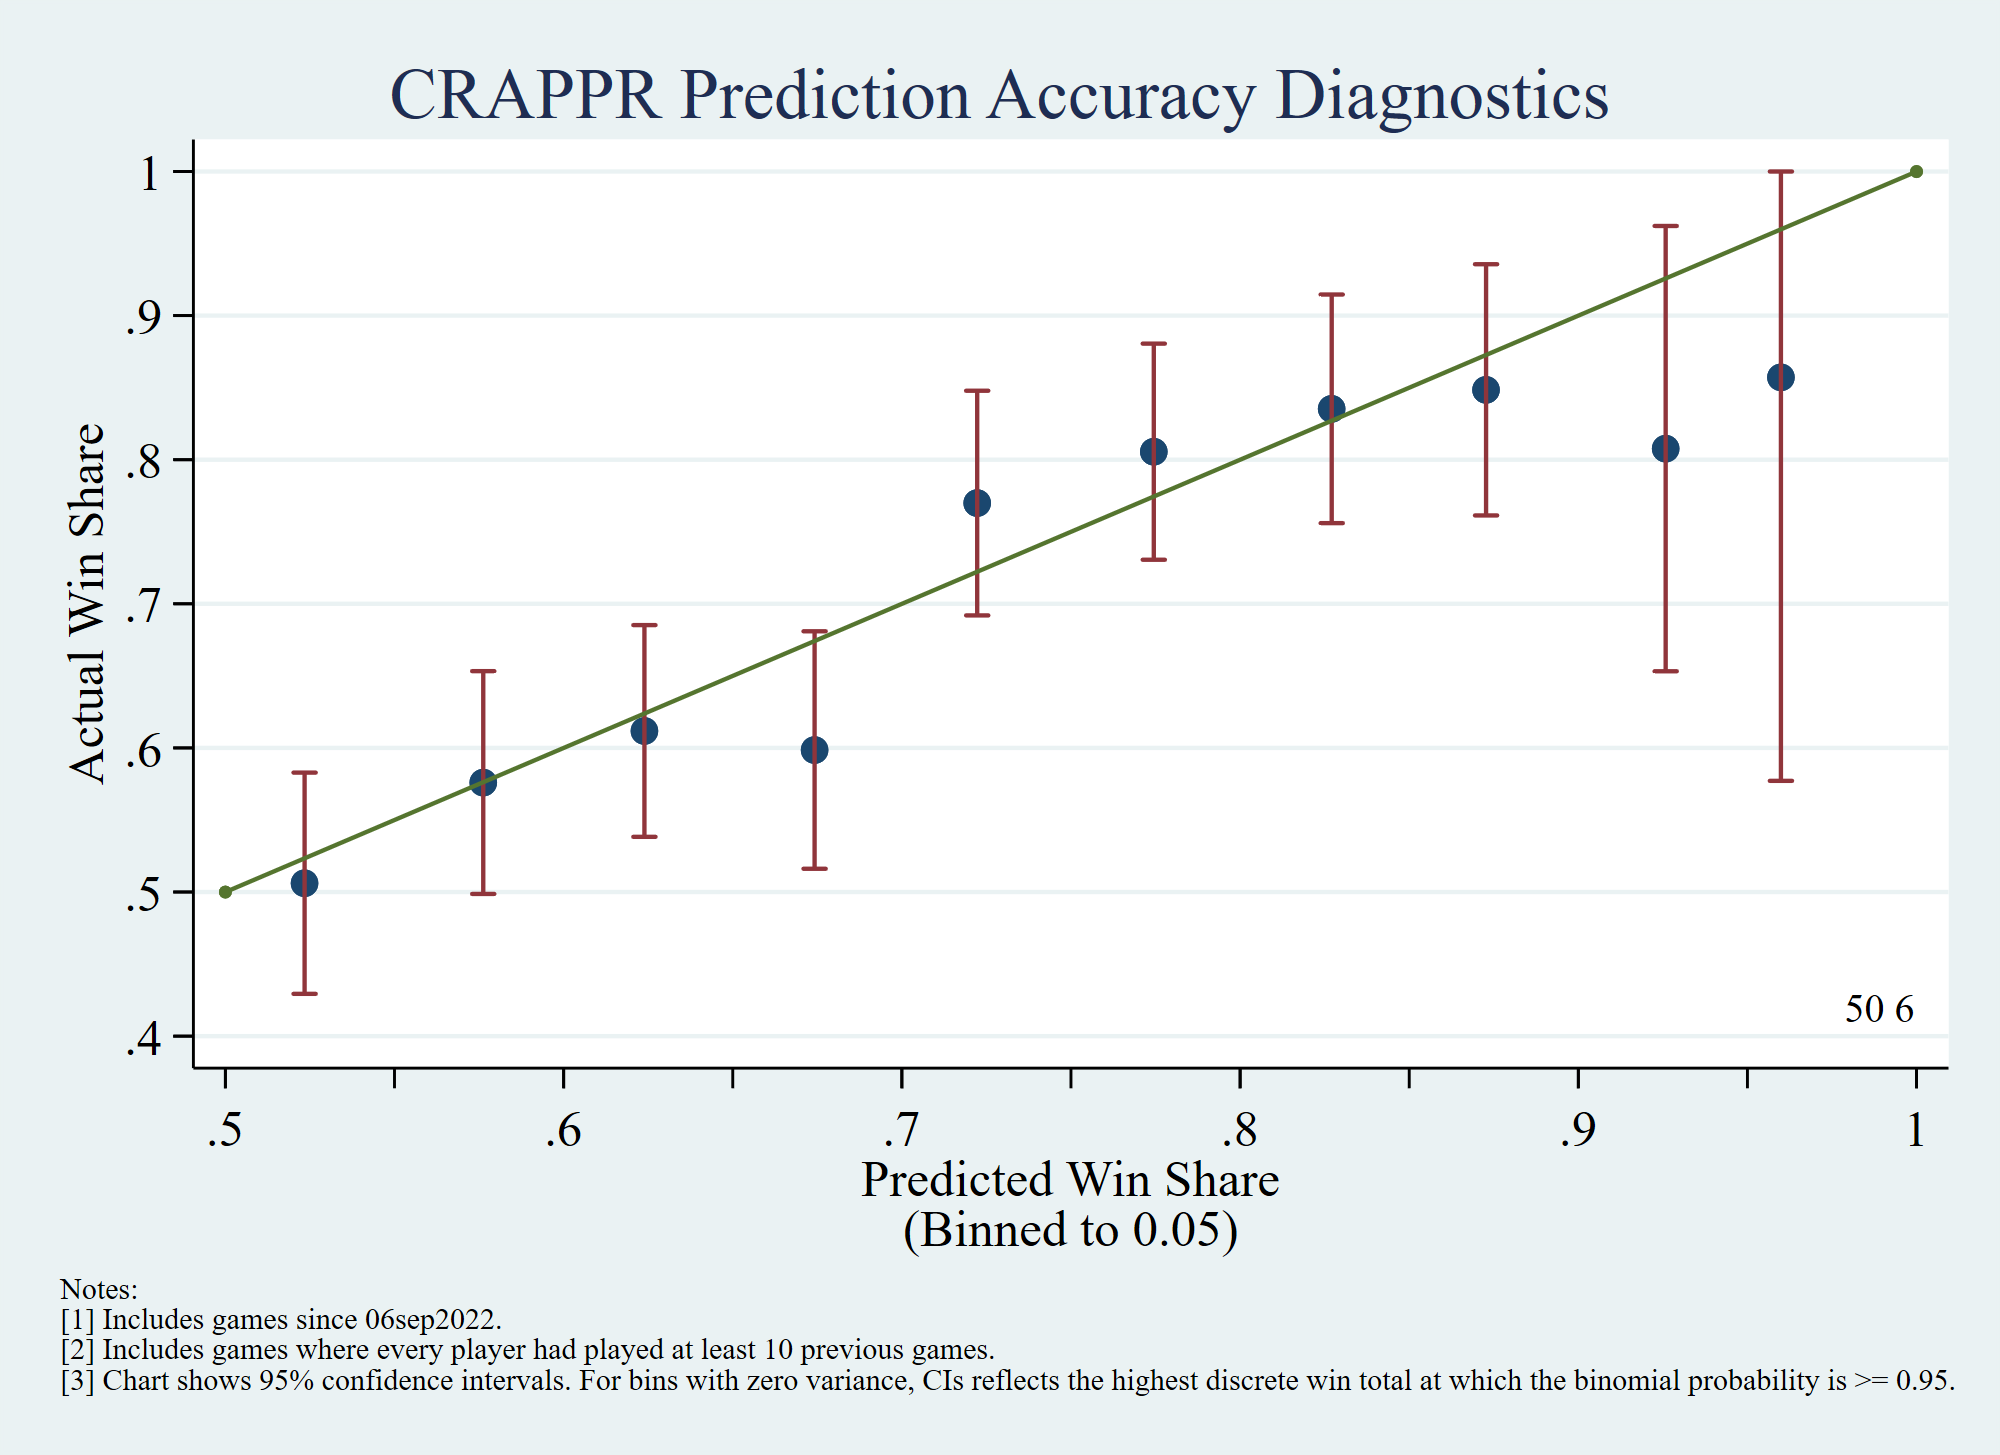 CRAPPR Prediction Accuracy Diagnostics
1
.9
.8
.7
.6
.5
.4
Actual Win Share
50 6
.5 .6 .7 .8 .9 1
Predicted Win Share
(Binned to 0.05)
Notes:
[1] Includes games since 06sep2022.
[2] Includes games where every player had played at least 10 previous games.
[3] Chart shows 95% confidence intervals. For bins with zero variance, CIs reflects the highest discrete win total at which the binomial probability is >= 0.95.